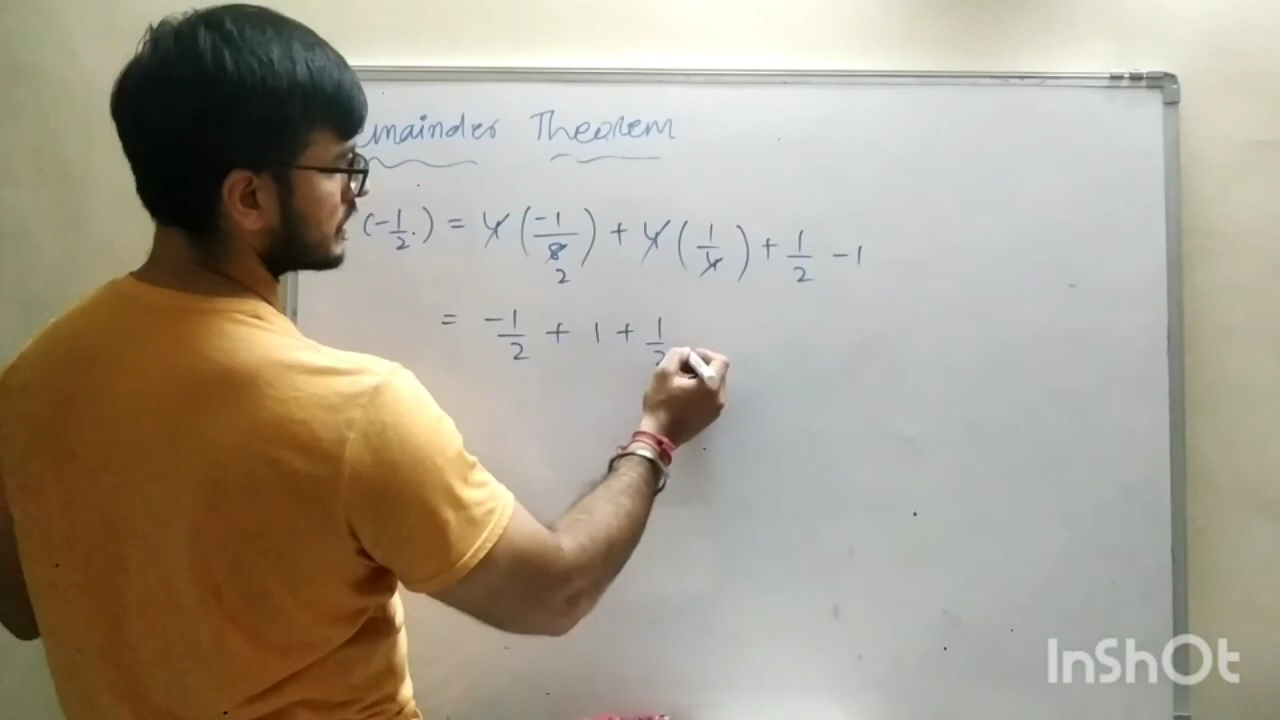 mainder Theorem
(-1/2) = 4(-1/8) + 4(1/4) + 1/2 - 1
2
= -1/2 + 1 + 1/2
InShOt